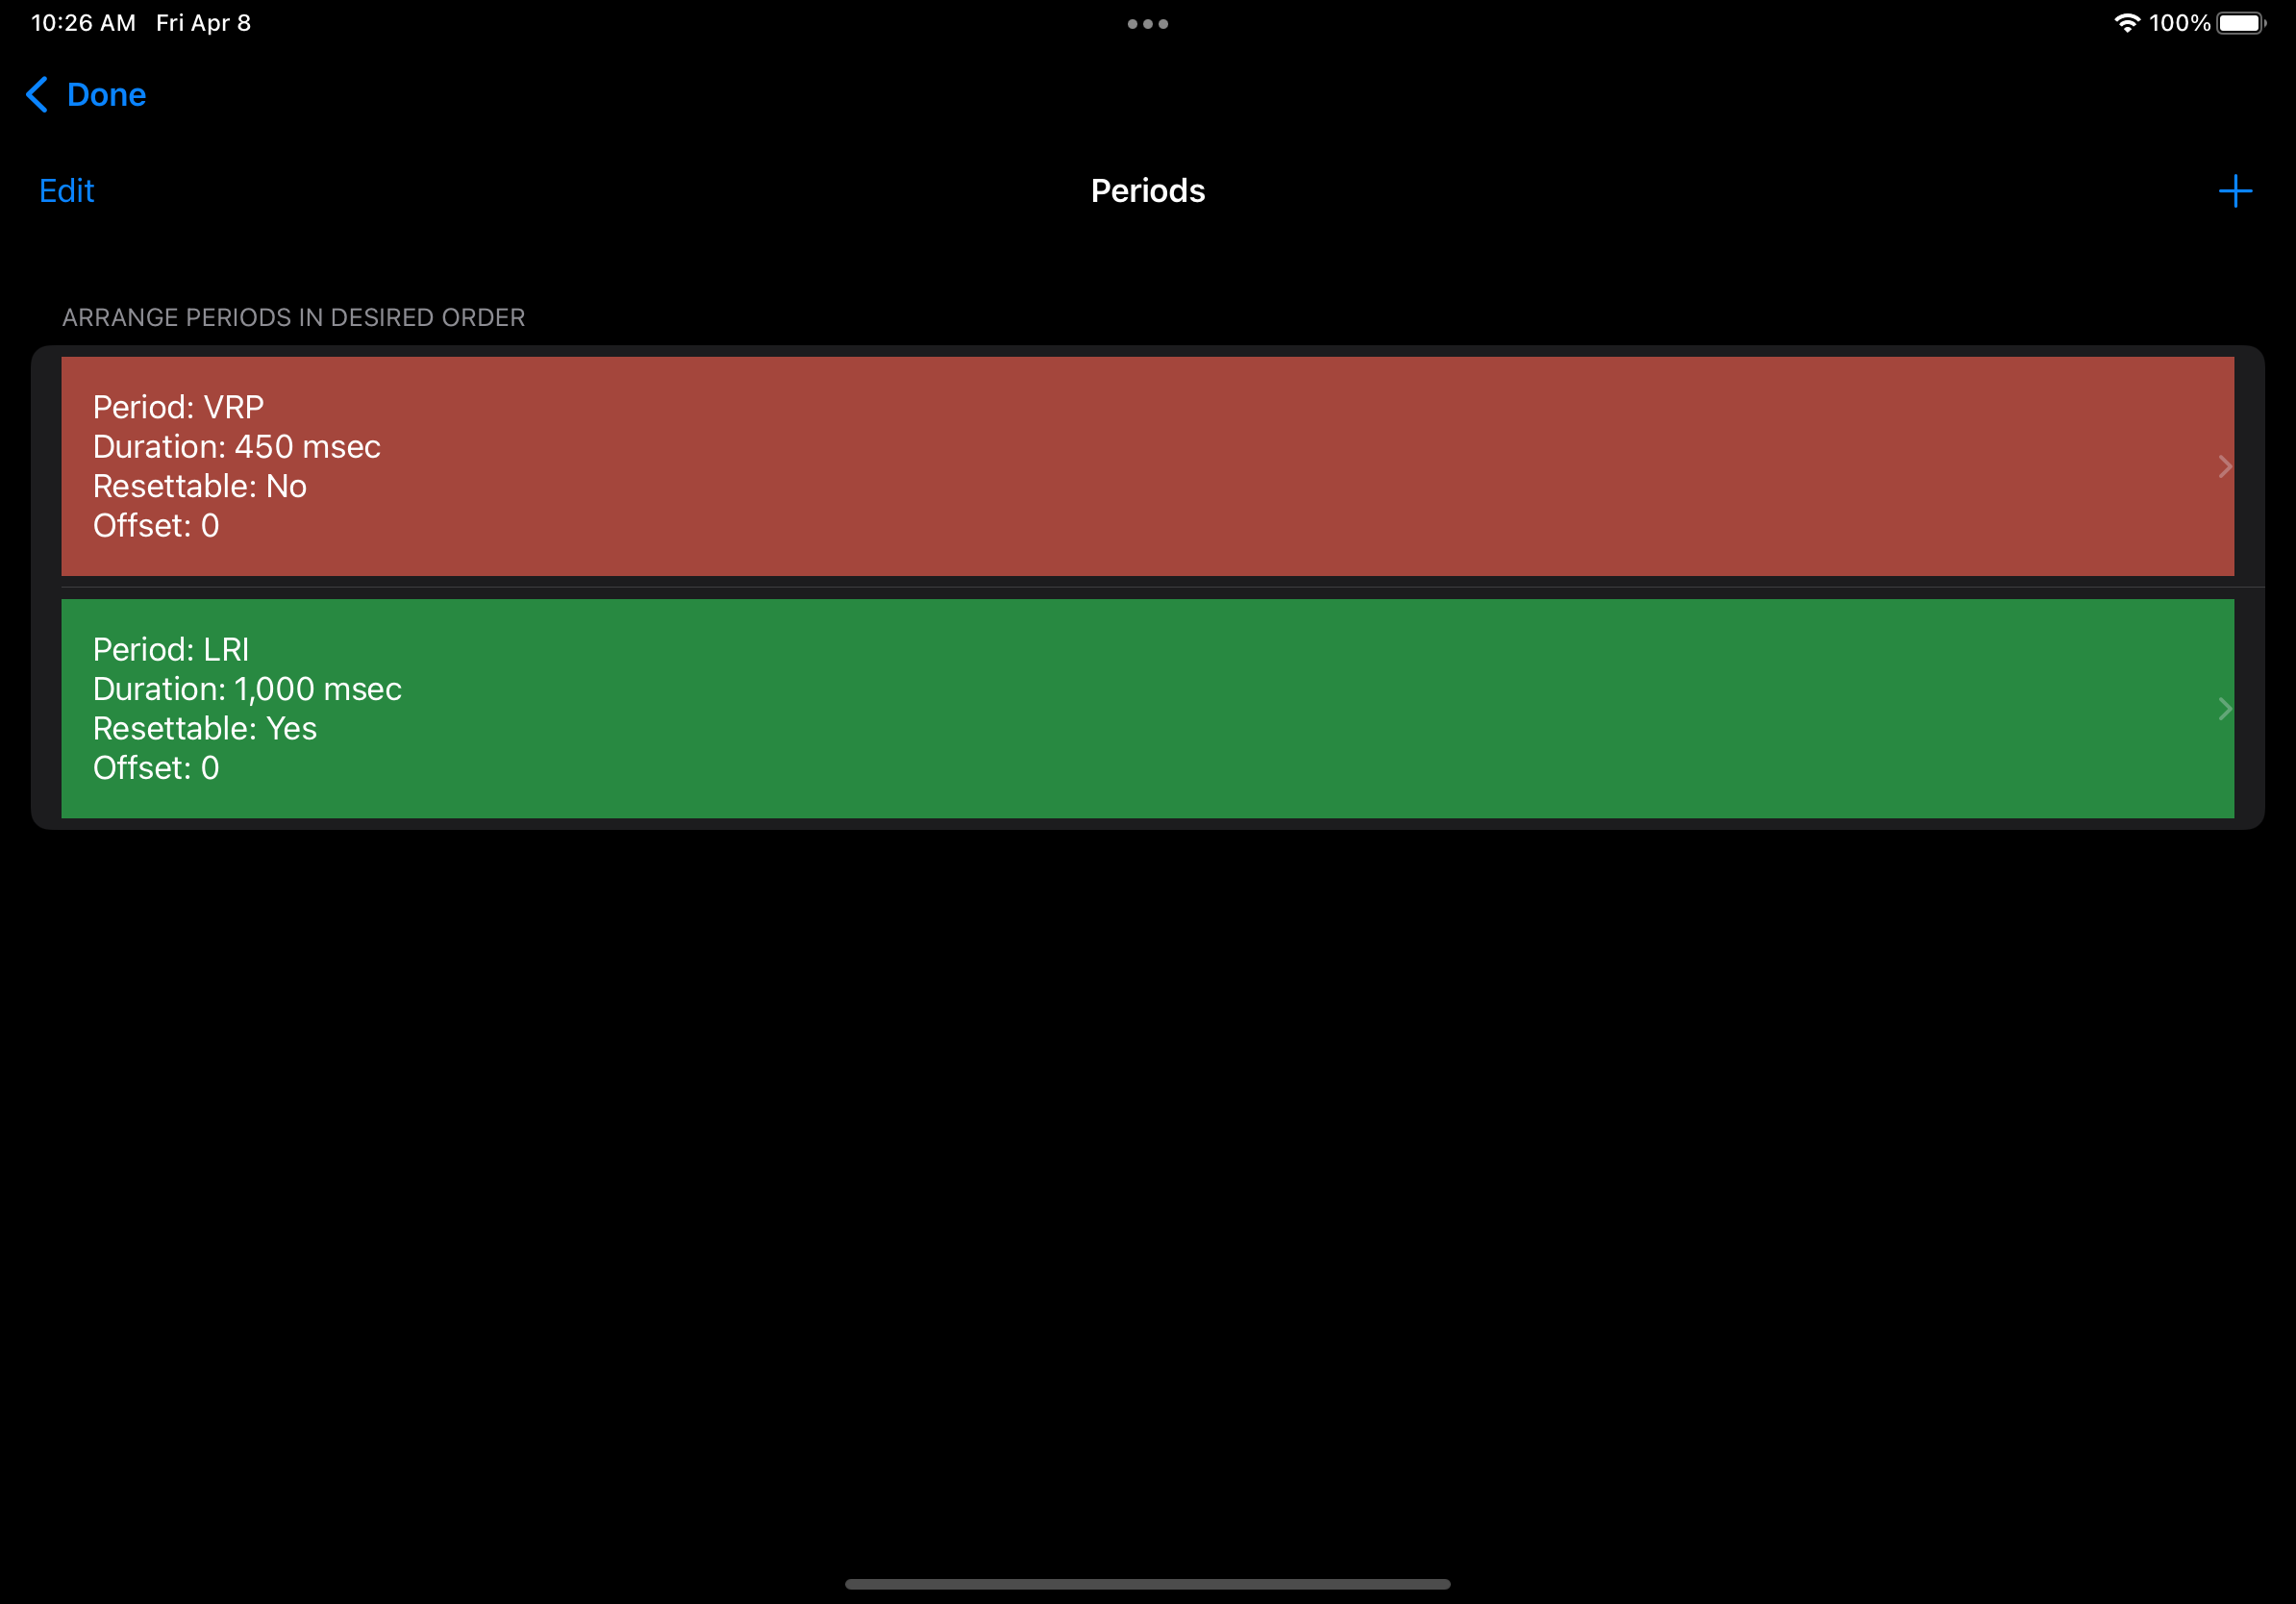 10:26 AM Fri Apr 8
100%
Done
Edit
Periods
ARRANGE PERIODS IN DESIRED ORDER
Period: VRP
Duration: 450 msec
Resettable: No
Offset: 0
Period: LRI
Duration: 1,000 msec
Resettable: Yes
Offset: 0